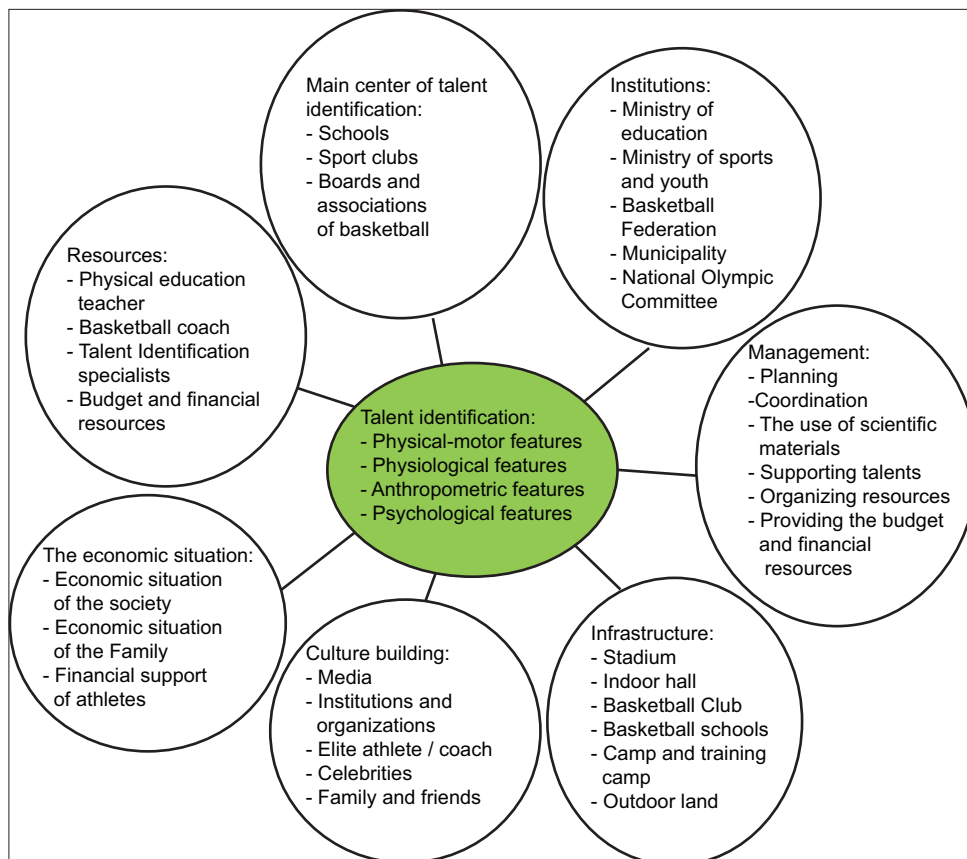 Main center of talent
identification:
- Schools
- Sport clubs
- Boards and
associations
of basketball
Institutions:
- Ministry of
education
- Ministry of sports
and youth
- Basketball
Federation
- Municipality
- National Olympic
Committee
Resources:
- Physical education
teacher
- Basketball coach
- Talent Identification
specialists
- Budget and financial
resources
Management:
- Planning
-Coordination
- The use of scientific
materials
- Supporting talents
- Organizing resources
- Providing the budget
and financial
resources
Talent identification:
- Physical-motor features
- Physiological features
- Anthropometric features
- Psychological features
The economic situation:
- Economic situation
of the society
- Economic situation
of the Family
- Financial support
of athletes
Culture building:
- Media
- Institutions and
organizations
- Elite athlete / coach
- Celebrities
- Family and friends
Infrastructure:
- Stadium
- Indoor hall
- Basketball Club
- Basketball schools
- Camp and training
camp
- Outdoor land